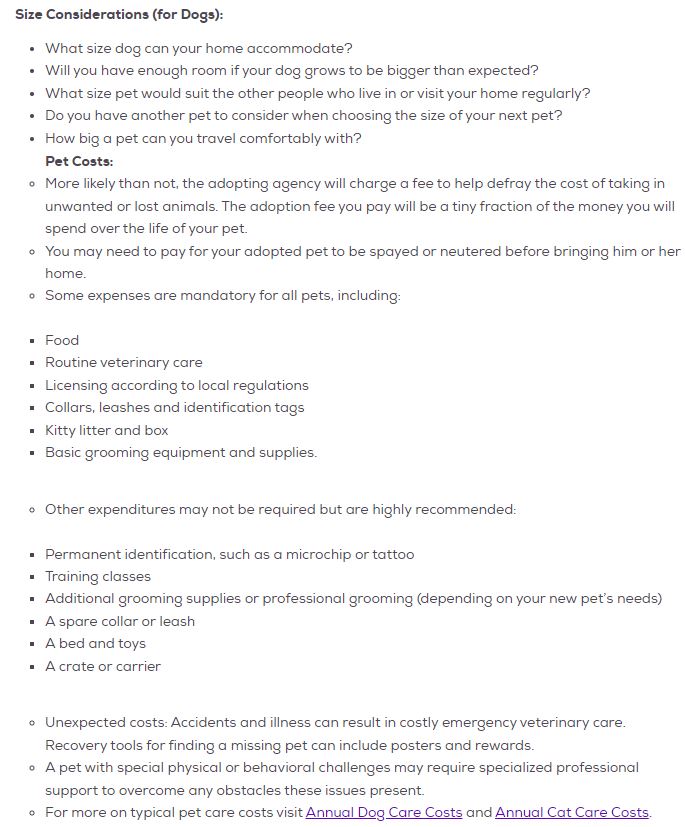 Size Considerations (for Dogs):
What size dog can your home accommodate?
Will you have enough room if your dog grows to be bigger than expected?
What size pet would suit the other people who live in or visit your home regularly?
Do you have another pet to consider when choosing the size of your next pet?
How big a pet can you travel comfortably with?
Pet Costs:
More likely than not, the adopting agency will charge a fee to help defray the cost of taking in
unwanted or lost animals. The adoption fee you pay will be a tiny fraction of the money you will
spend over the life of your pet.
You may need to pay for your adopted pet to be spayed or neutered before bringing him or her
home.
Some expenses are mandatory for all pets, including:
Food
Routine veterinary care
Licensing according to local regulations
Collars, leashes and identification tags
Kitty litter and box
Basic grooming equipment and supplies.
Other expenditures may not be required but are highly recommended:
Permanent identification, such as a microchip or tattoo
Training classes
Additional grooming supplies or professional grooming (depending on your new pet's needs)
A spare collar or leash
A bed and toys
A crate or carrier
Unexpected costs: Accidents and illness can result in costly emergency veterinary care.
Recovery tools for finding a missing pet can include posters and rewards.
A pet with special physical or behavioral challenges may require specialized professional
support to overcome any obstacles these issues present.
For more on typical pet care costs visit Annual Dog Care Costs and Annual Cat Care Costs.